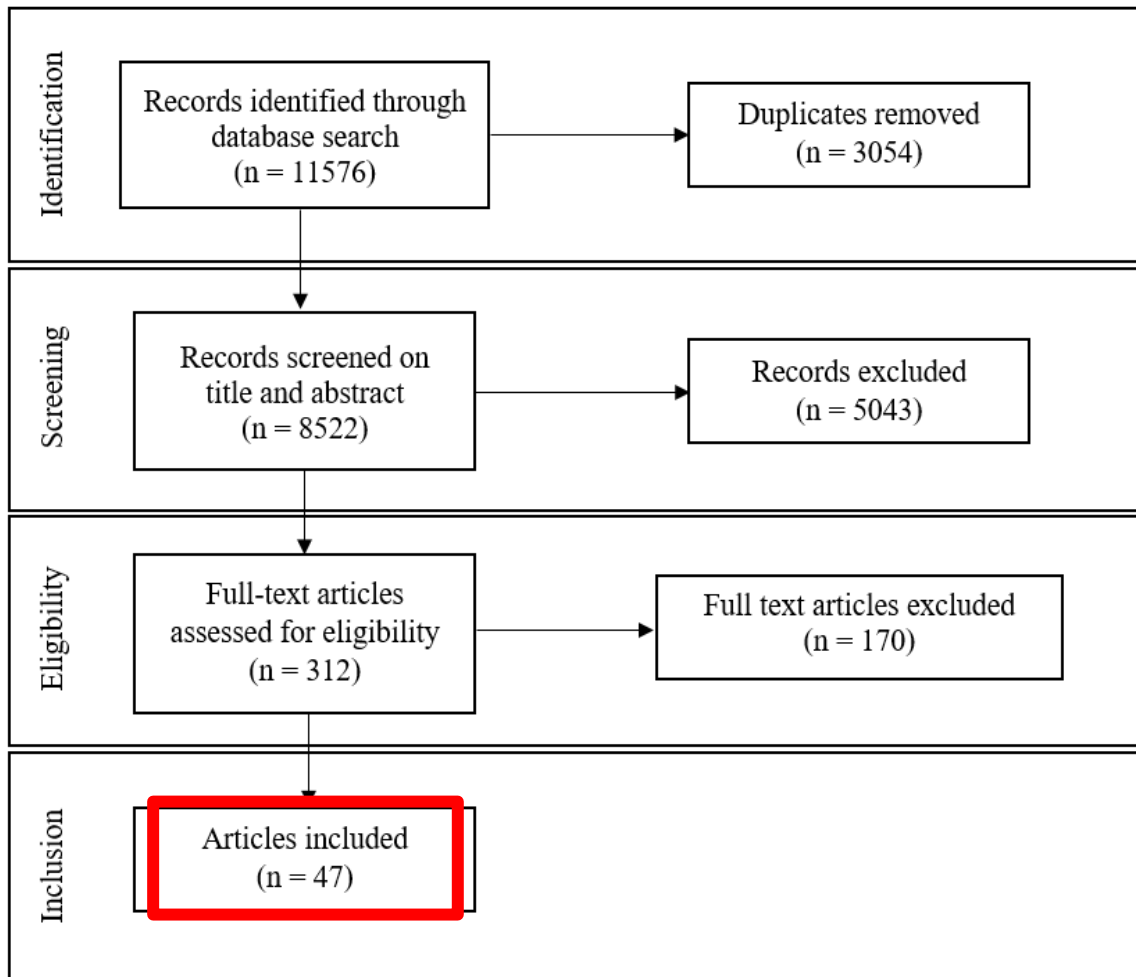 Identification
Records identified through
database search
(n = 11576)
Duplicates removed
(n = 3054)
Screening
Records screened on
title and abstract
(n = 8522)
Records excluded
(n = 5043)
Eligibility
Full-text articles
assessed for eligibility
(n = 312)
Full text articles excluded
(n = 170)
Inclusion
Articles included
(n = 47)